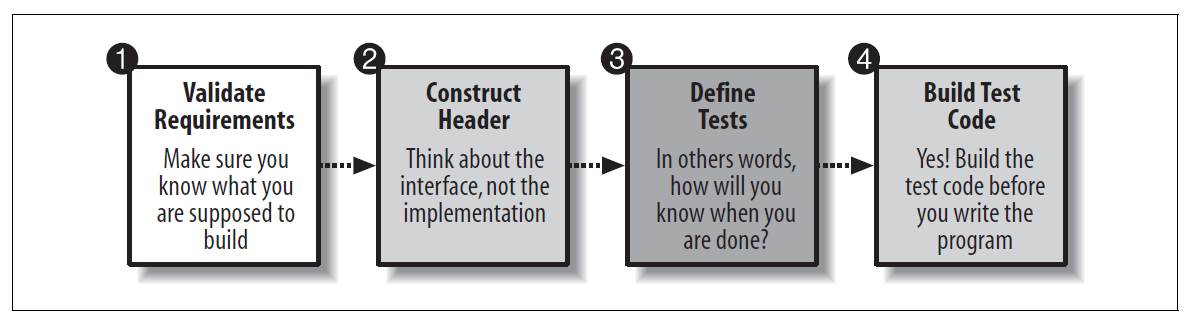 1
Validate
Requirements
Make sure you
know what you
are supposed to
build
2
Construct
Header
Think about the
interface, not the
implementation
3
Define
Tests
In others words,
how will you
know when you
are done?
4
Build Test
Code
Yes! Build the
test code before
you write the
program